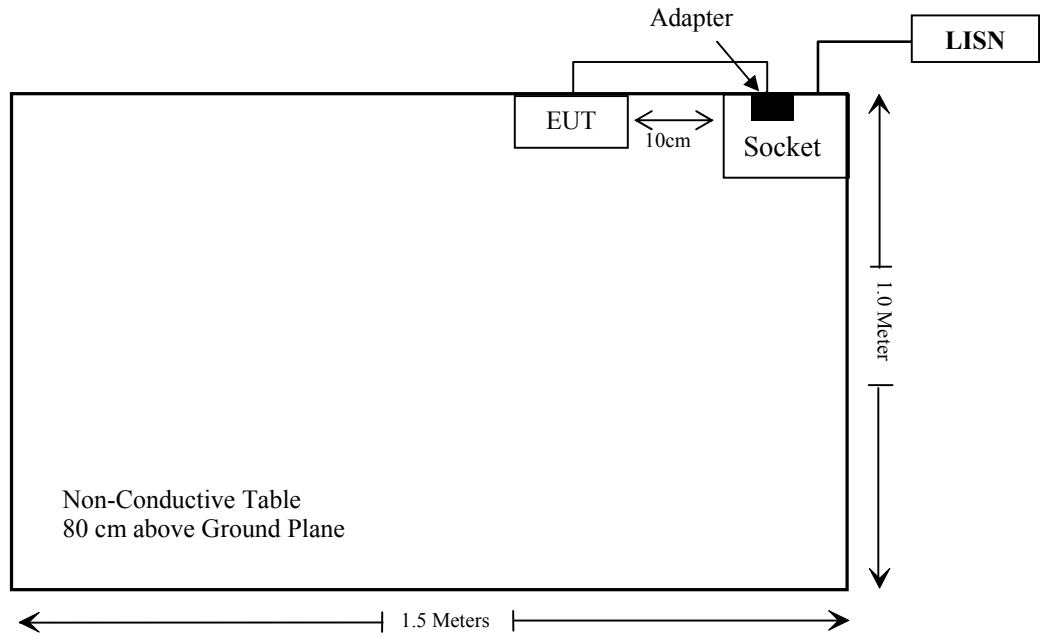 Adapter
LISN
EUT
10cm
Socket
1.0 Meter
Non-Conductive Table
80 cm above Ground Plane
1.5 Meters